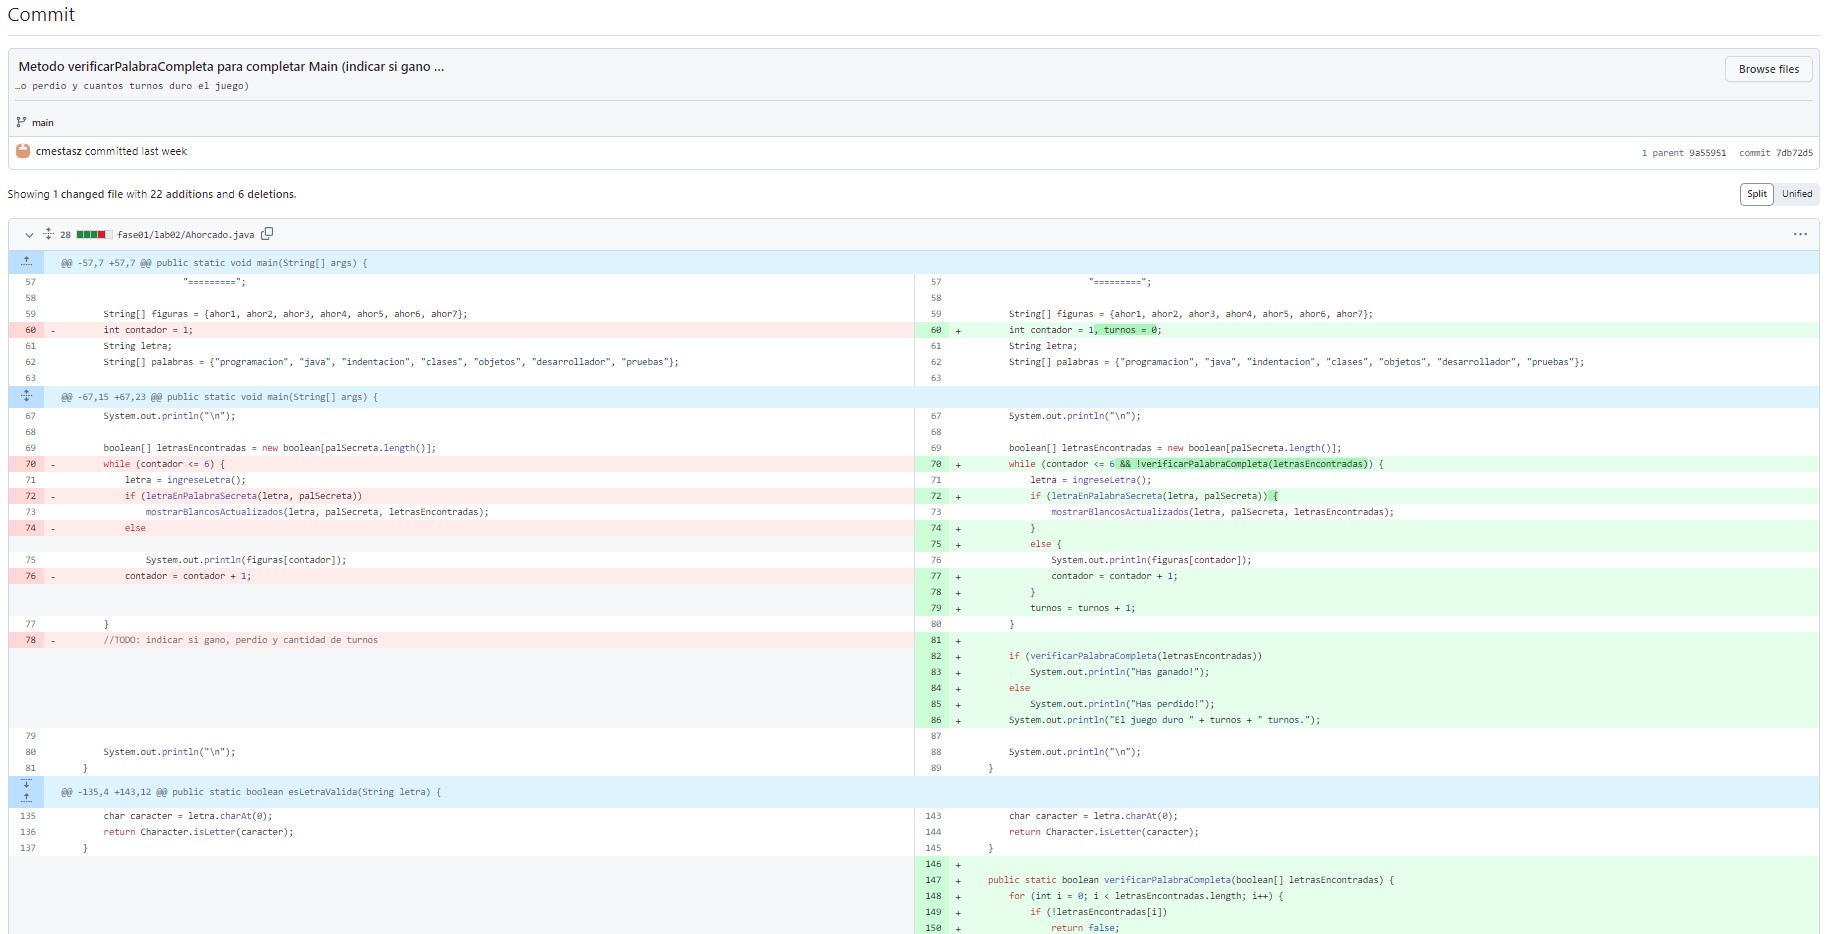 Commit
Metodo verificarPalabraCompleta para completar Main (indicar si gano ...
Browse files
…o perdio y cuantos turnos duro el juego)
main
cmestasz committed last week
1 parent 9a55951 commit 7db72d5
Showing 1 changed file with 22 additions and 6 deletions.
Split Unified
28 fase01/lab02/Ahorcado.java
@@ -57,7 +57,7 @@ public static void main(String[] args) {
57 "=========";
57 "=========";
58
58
59 String[] figuras = {ahor1, ahor2, ahor3, ahor4, ahor5, ahor6, ahor7};
59 String[] figuras = {ahor1, ahor2, ahor3, ahor4, ahor5, ahor6, ahor7};
60 - int contador = 1;
60 + int contador = 1, turnos = 0;
61 String letra;
61 String letra;
62 String[] palabras = {"programacion", "java", "indentacion", "clases", "objetos", "desarrollador", "pruebas"};
62 String[] palabras = {"programacion", "java", "indentacion", "clases", "objetos", "desarrollador", "pruebas"};
63
63
@@ -67,15 +67,23 @@ public static void main(String[] args) {
67 System.out.println("\n");
67 System.out.println("\n");
68
68
69 boolean[] letrasEncontradas = new boolean[palSecreta.length()];
69 boolean[] letrasEncontradas = new boolean[palSecreta.length()];
70 - while (contador <= 6) {
70 + while (contador <= 6 && !verificarPalabraCompleta(letrasEncontradas)) {
71 letra = ingreseLetra();
71 letra = ingreseLetra();
72 - if (letraEnPalabraSecreta(letra, palSecreta))
72 + if (letraEnPalabraSecreta(letra, palSecreta)) {
73 mostrarBlancosActualizados(letra, palSecreta, letrasEncontradas);
73 mostrarBlancosActualizados(letra, palSecreta, letrasEncontradas);
74 - else
74 + }
75 + else {
75 System.out.println(figuras[contador]);
76 System.out.println(figuras[contador]);
76 - contador = contador + 1;
77 + contador = contador + 1;
78 + }
79 + turnos = turnos + 1;
77 }
80 }
78 - //TODO: indicar si gano, perdio y cantidad de turnos
81 +
82 + if (verificarPalabraCompleta(letrasEncontradas))
83 + System.out.println("Has ganado!");
84 + else
85 + System.out.println("Has perdido!");
86 + System.out.println("El juego duro " + turnos + " turnos.");
79
87
80 System.out.println("\n");
88 System.out.println("\n");
81 }
89 }
@@ -135,4 +143,12 @@ public static boolean esLetraValida(String letra) {
135 char caracter = letra.charAt(0);
143 char caracter = letra.charAt(0);
136 return Character.isLetter(caracter);
144 return Character.isLetter(caracter);
137 }
145 }
146 +
147 + public static boolean verificarPalabraCompleta(boolean[] letrasEncontradas) {
148 + for (int i = 0; i < letrasEncontradas.length; i++) {
149 + if (!letrasEncontradas[i])
150 + return false;